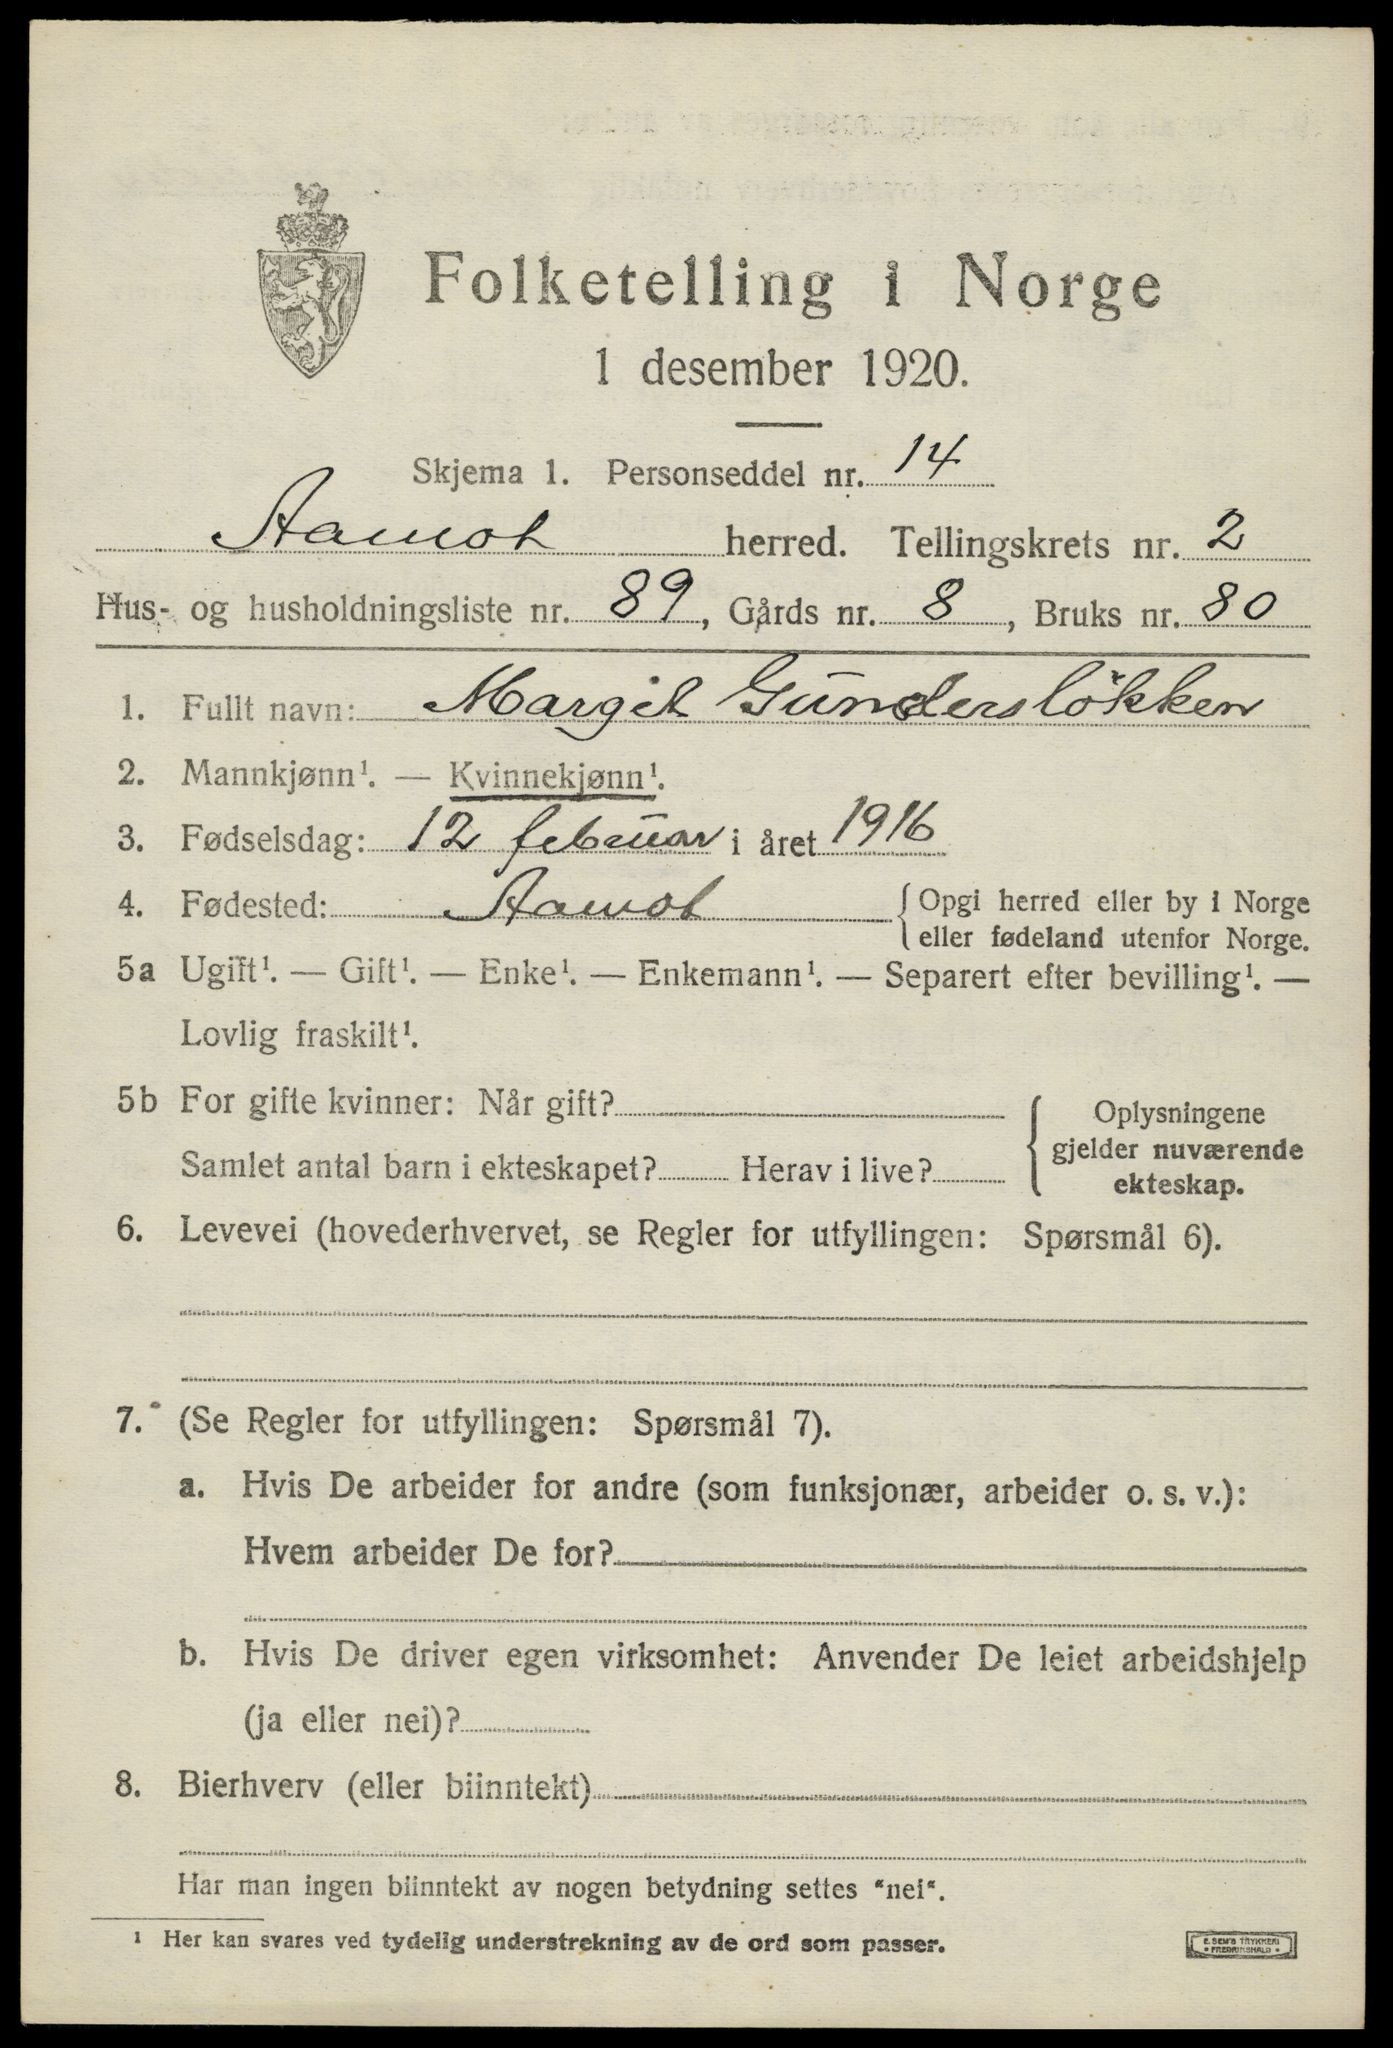 Folketelling i Norge
1 desember 1920.
Skjema 1. Personseddel nr. 14
Aamot herred. Tellingskrets nr. 2
Hus- og husholdningsliste nr. 89, Gårds nr. 8, Bruks nr. 80
1. Fullt navn: Margit Gundersløkken
2. Mannkjønn¹. — Kvinnekjønn¹.
3. Fødselsdag: 12 februar i året 1916
4. Fødested: Aamot { Opgi herred eller by i Norge
eller fødeland utenfor Norge.
5a Ugift¹. — Gift¹. — Enke¹. — Enkemann¹. — Separert efter bevilling¹. —
Lovlig fraskilt¹.
5b For gifte kvinner: Når gift? { Oplysningene
gjelder nuværende
Samlet antal barn i ekteskapet? Herav i live?
ekteskap.
6. Levevei (hovederhvervet, se Regler for utfyllingen: Spørsmål 6).
7. (Se Regler for utfyllingen: Spørsmål 7).
a. Hvis De arbeider for andre (som funksjonær, arbeider o. s. v.):
Hvem arbeider De for?
b. Hvis De driver egen virksomhet: Anvender De leiet arbeidshjelp
(ja eller nei)?
8. Bierhverv (eller biinntekt)
Har man ingen biinntekt av nogen betydning settes "nei".
¹ Her kan svares ved tydelig understrekning av de ord som passer.
E. SEM'S TRYKKERI
• FREDRIKSHALD •